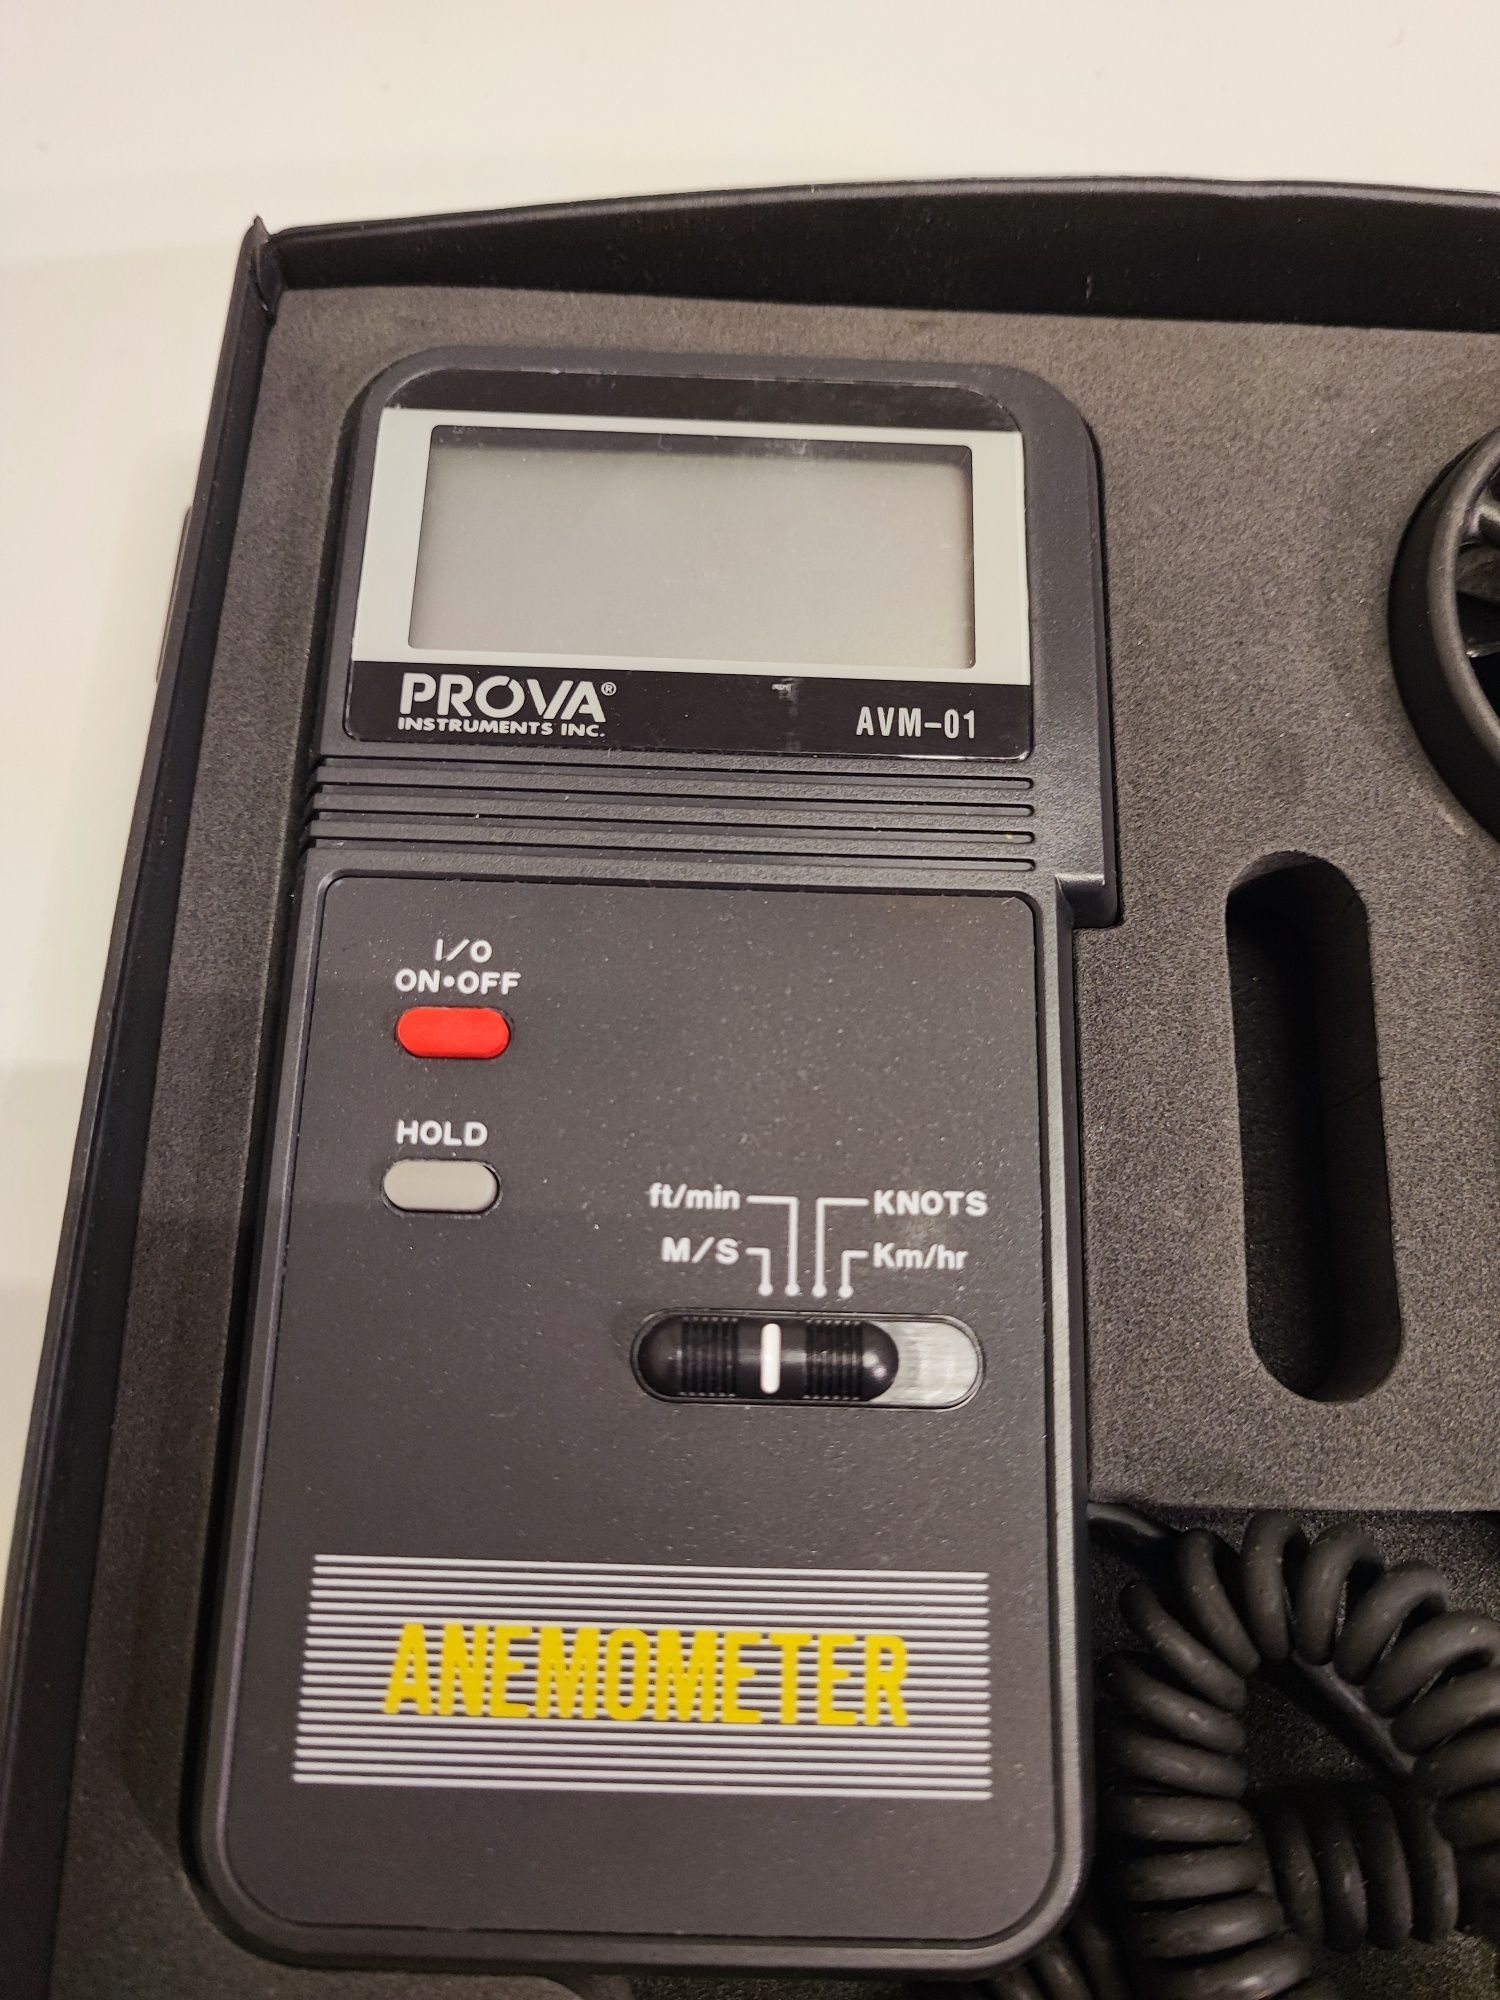 PROVA®
INSTRUMENTS INC.
AVM-01
I/O
ON•OFF
HOLD
ft/min
KNOTS
M/S
Km/hr
ANEMOMETER